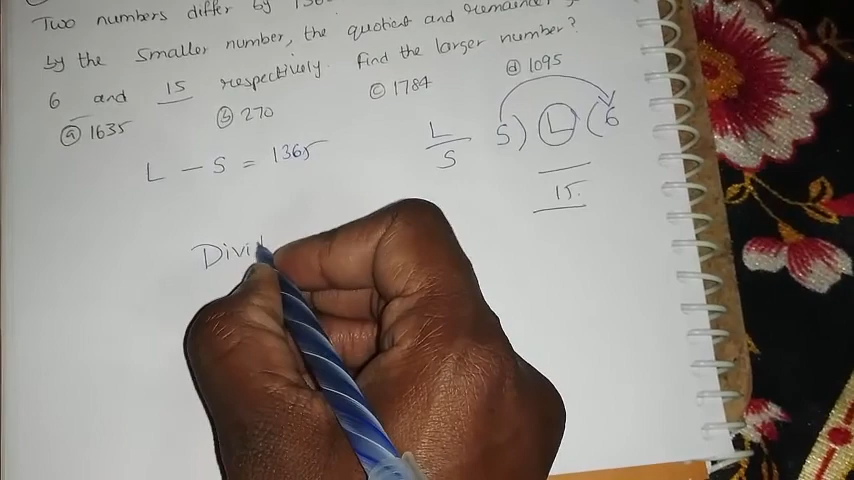 Two numbers differ by
by the smaller number, the quotient and remainder
6 and 15 respectively. find the larger number?
ⓐ 1635 ⓑ 270 ⓒ 1784 ⓓ 1095
L - S = 1365
L/S
S) L (6
15.
Divi